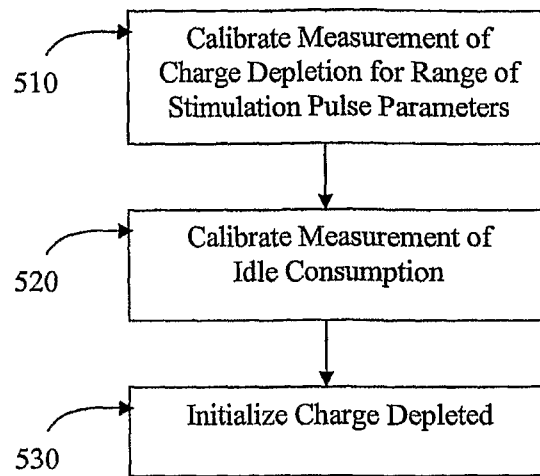 Calibrate Measurement of
Charge Depletion for Range of
Stimulation Pulse Parameters
510
Calibrate Measurement of
Idle Consumption
520
Initialize Charge Depleted
530